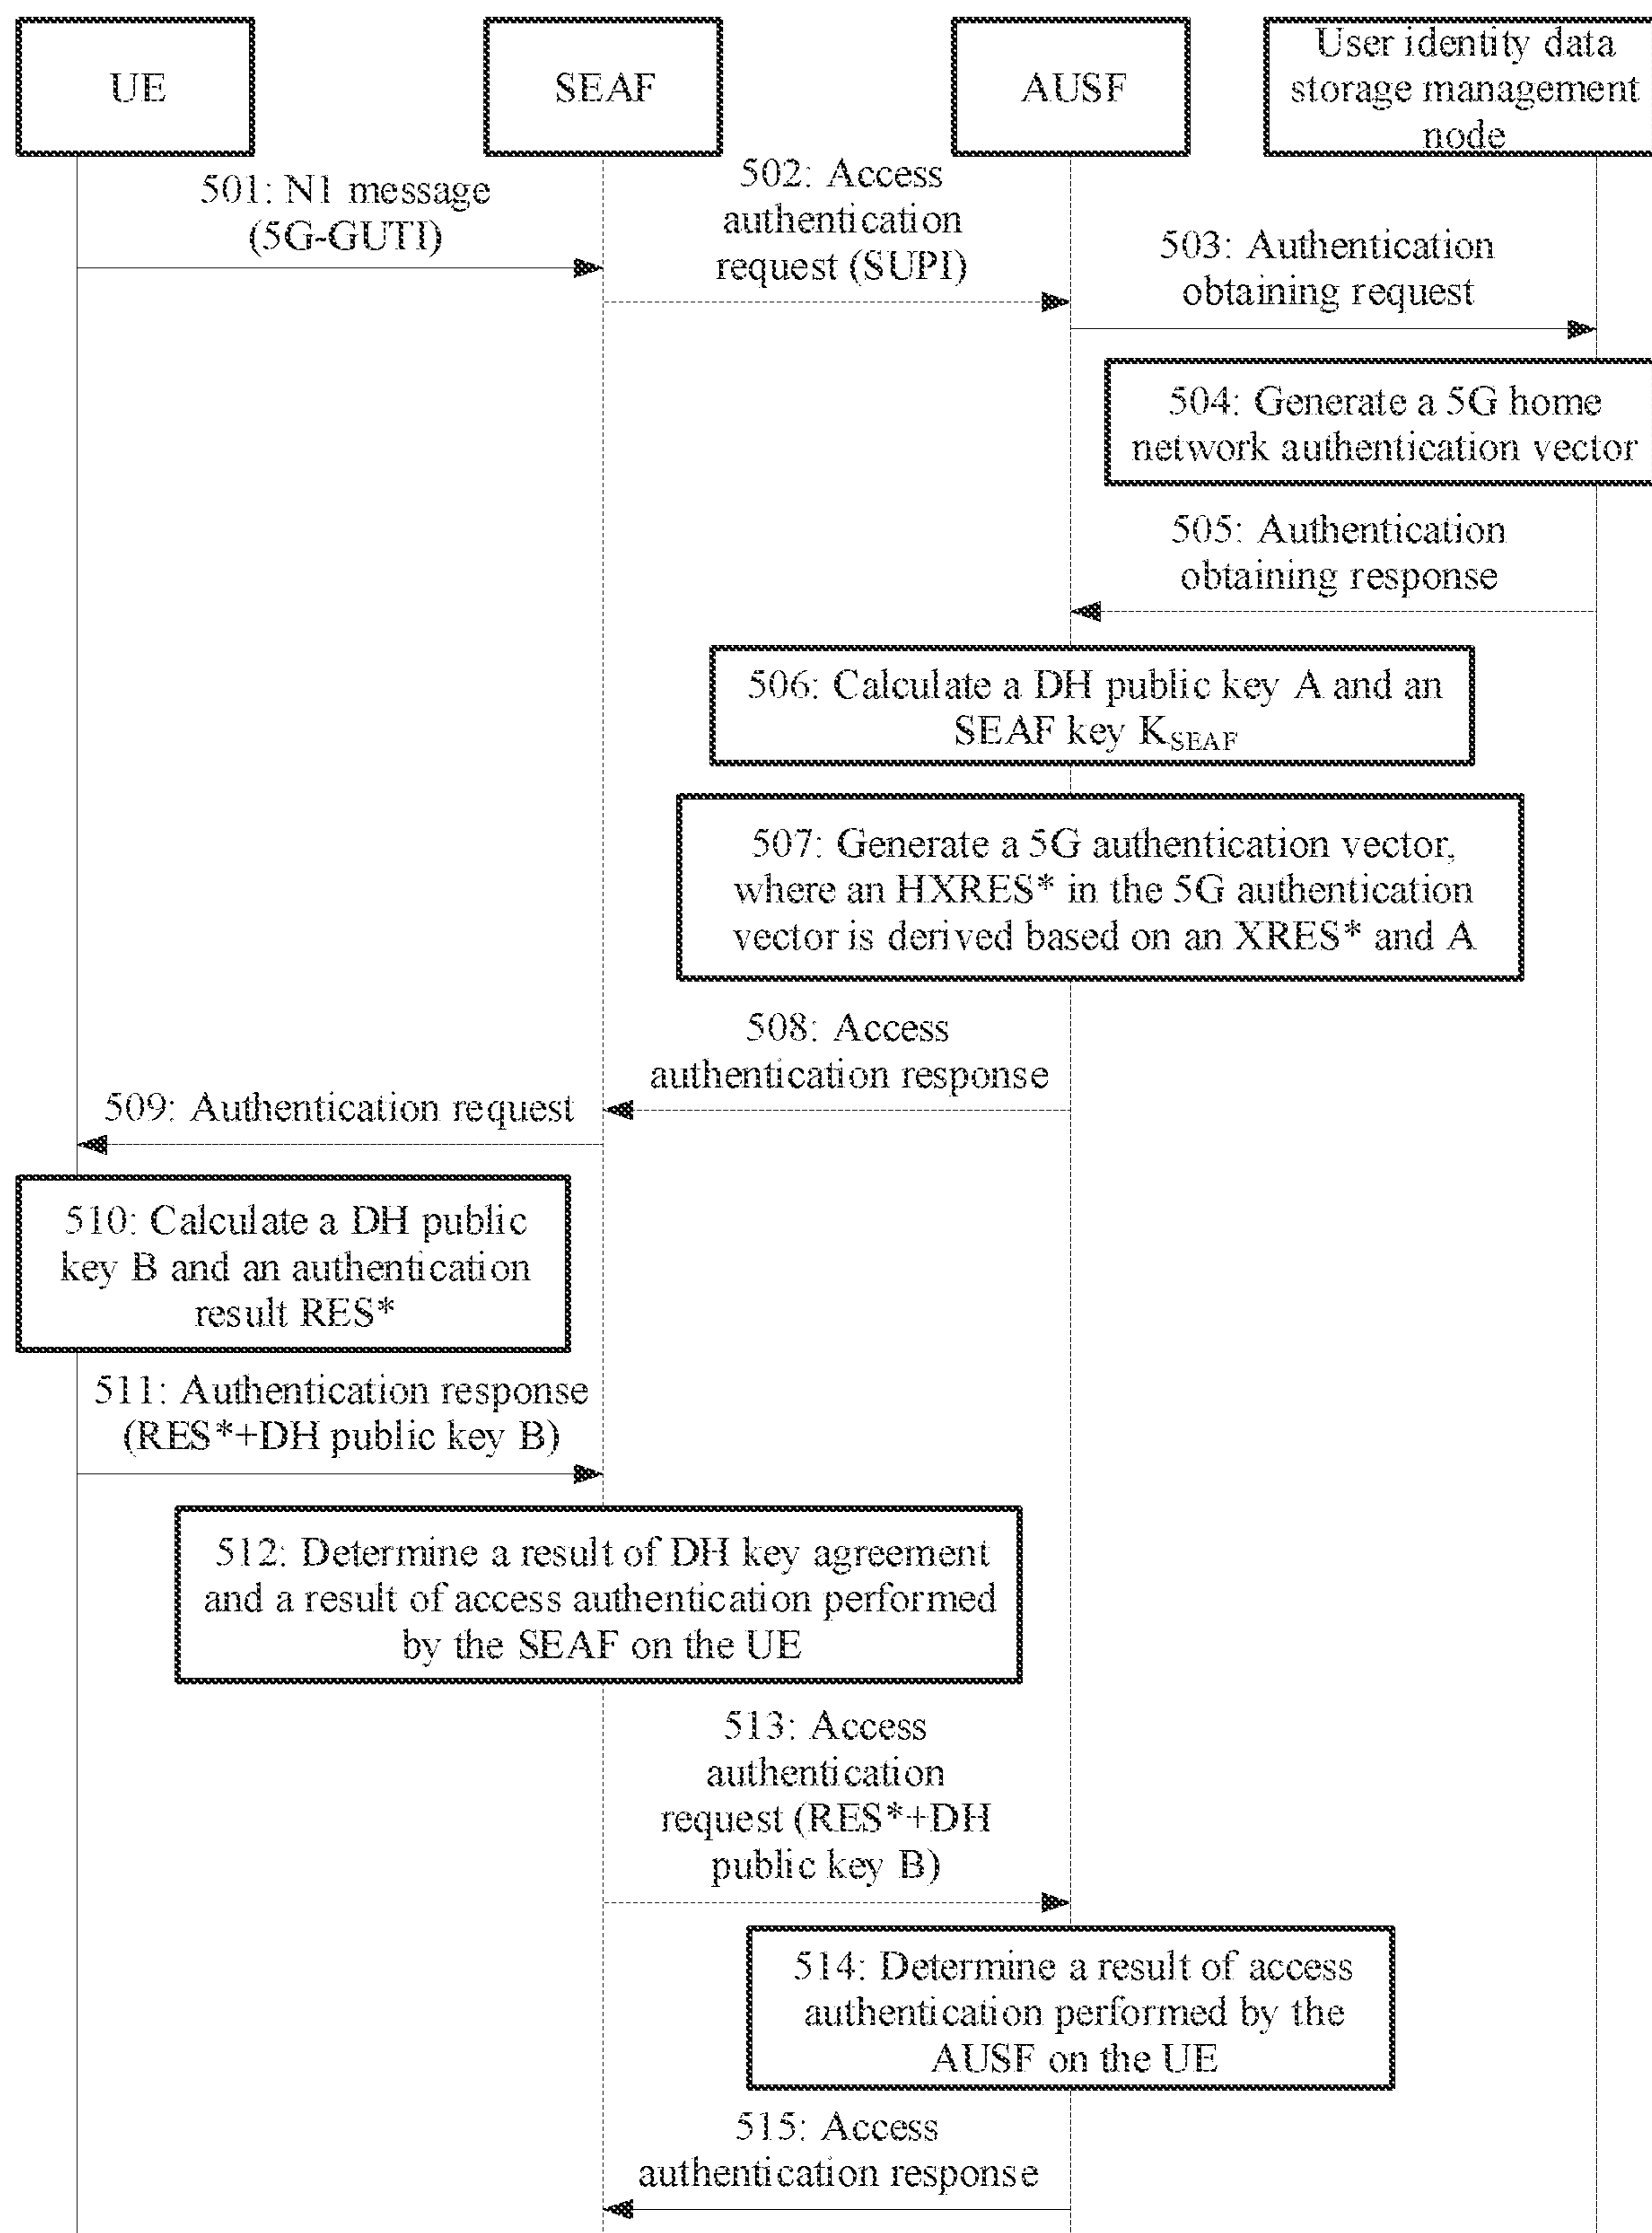 UE
SEAF
AUSF
User identity data
storage management
node
501: N1 message
(5G-GUTI)
502: Access
authentication
request (SUPI)
503: Authentication
obtaining request
504: Generate a 5G home
network authentication vector
505: Authentication
obtaining response
506: Calculate a DH public key A and an
SEAF key K_SEAF
507: Generate a 5G authentication vector,
where an HXRES* in the 5G authentication
vector is derived based on an XRES* and A
508: Access
authentication response
509: Authentication request
510: Calculate a DH public
key B and an authentication
result RES*
511: Authentication response
(RES*+DH public key B)
512: Determine a result of DH key agreement
and a result of access authentication performed
by the SEAF on the UE
513: Access
authentication
request (RES*+DH
public key B)
514: Determine a result of access
authentication performed by the
AUSF on the UE
515: Access
authentication response